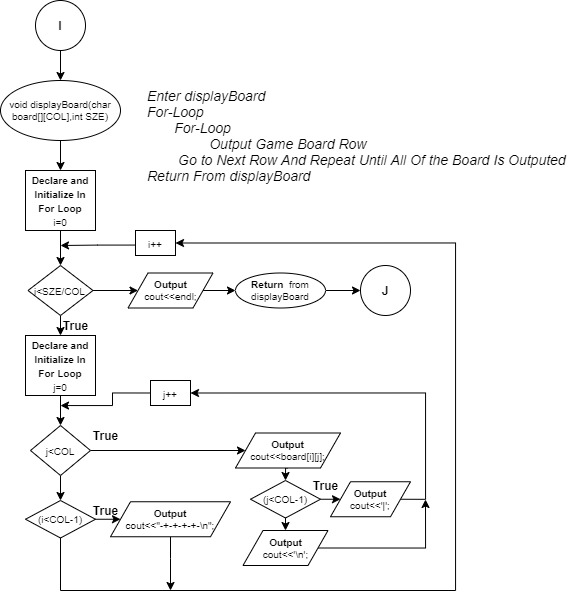 I
void displayBoard(char
board[][COL],int SZE)
Enter displayBoard
For-Loop
For-Loop
Output Game Board Row
Go to Next Row And Repeat Until All Of the Board Is Outputed
Return From displayBoard
Declare and
Initialize In
For Loop
i=0
i++
i<SZE/COL
Output
cout<<endl;
Return from
displayBoard
J
True
Declare and
Initialize In
For Loop
j=0
j++
j<COL
True
Output
cout<<board[i][j];
(j<COL-1)
True
Output
cout<<'|';
(i<COL-1)
True
Output
cout<<"-+-+-+-+-\n";
Output
cout<<'\n';